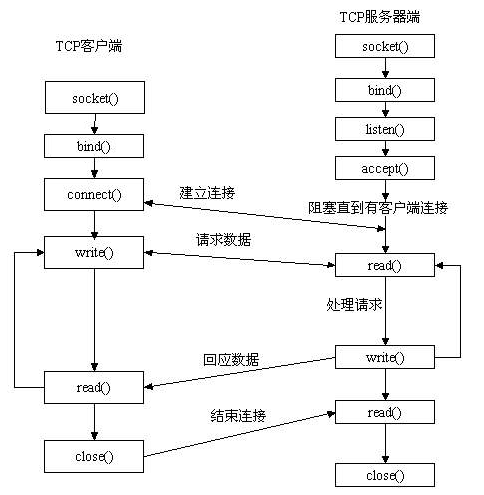 TCP客户端
TCP服务器端
socket()
bind()
connect()
write()
read()
close()
socket()
bind()
listen()
accept()
阻塞直到有客户端连接
read()
处理请求
write()
read()
close()
建立连接
请求数据
回应数据
结束连接